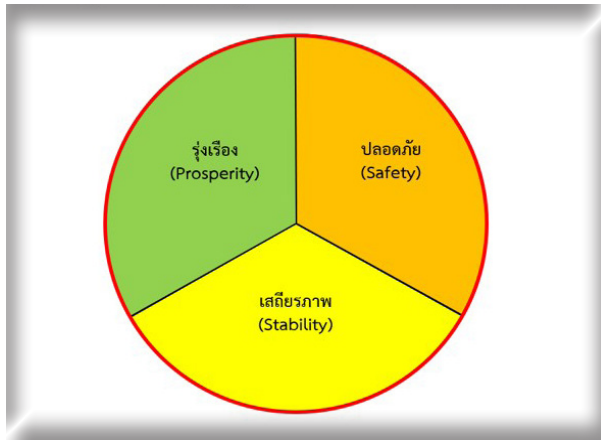 รุ่งเรือง
(Prosperity)
ปลอดภัย
(Safety)
เสถียรภาพ
(Stability)